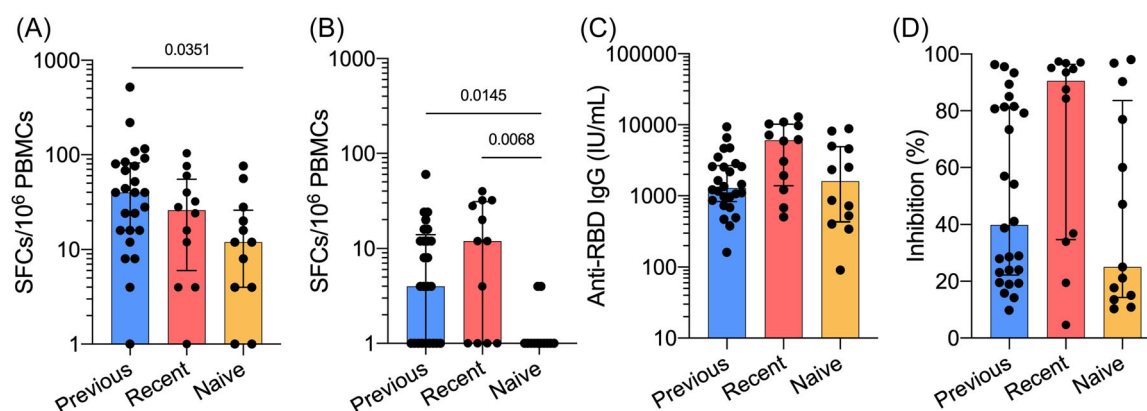 (A)
SFCs/10⁶ PBMCs
1000
100
10
1
0.0351
Previous
Recent
Naive
(B)
SFCs/10⁶ PBMCs
1000
100
10
1
0.0145
0.0068
Previous
Recent
Naive
(C)
Anti-RBD IgG (IU/mL)
100000
10000
1000
100
10
Previous
Recent
Naive
(D)
Inhibition (%)
100
80
60
40
20
0
Previous
Recent
Naive